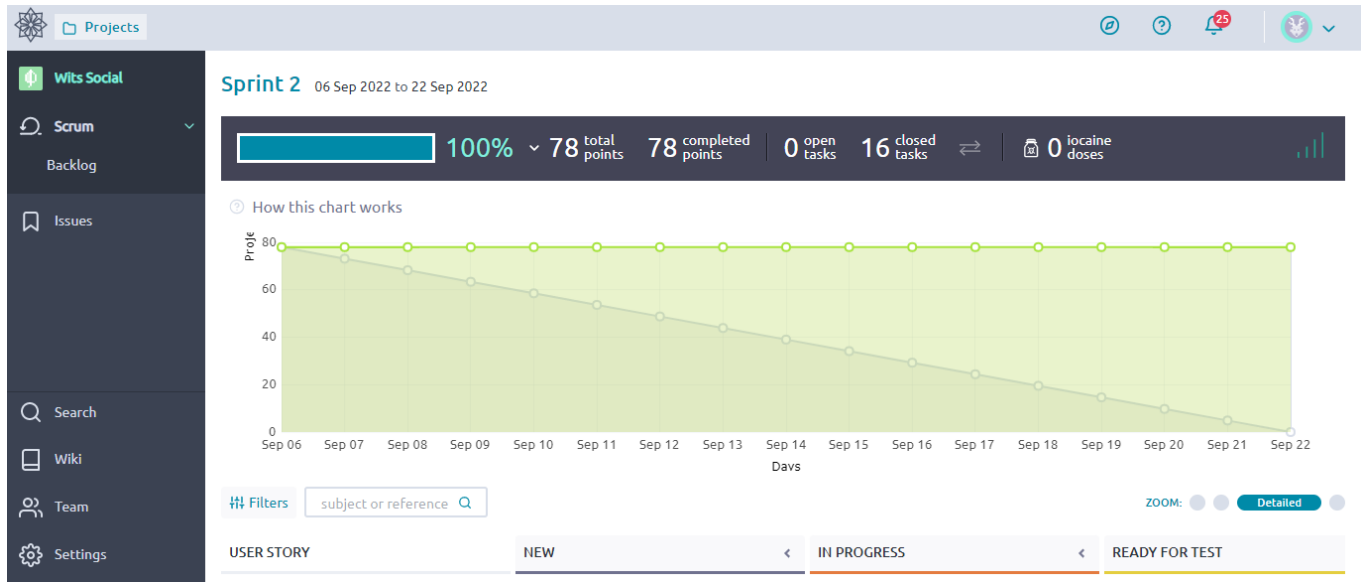 Projects
25
Wits Social
Scrum
Backlog
Issues
Search
Wiki
Team
Settings
Sprint 2 06 Sep 2022 to 22 Sep 2022
100% 78 total points 78 completed points 0 open tasks 16 closed tasks 0 iocaine doses
How this chart works
Proje
80
60
40
20
0
Sep 06 Sep 07 Sep 08 Sep 09 Sep 10 Sep 11 Sep 12 Sep 13 Sep 14 Sep 15 Sep 16 Sep 17 Sep 18 Sep 19 Sep 20 Sep 21 Sep 22
Days
Filters subject or reference ZOOM: Detailed
USER STORY NEW IN PROGRESS READY FOR TEST